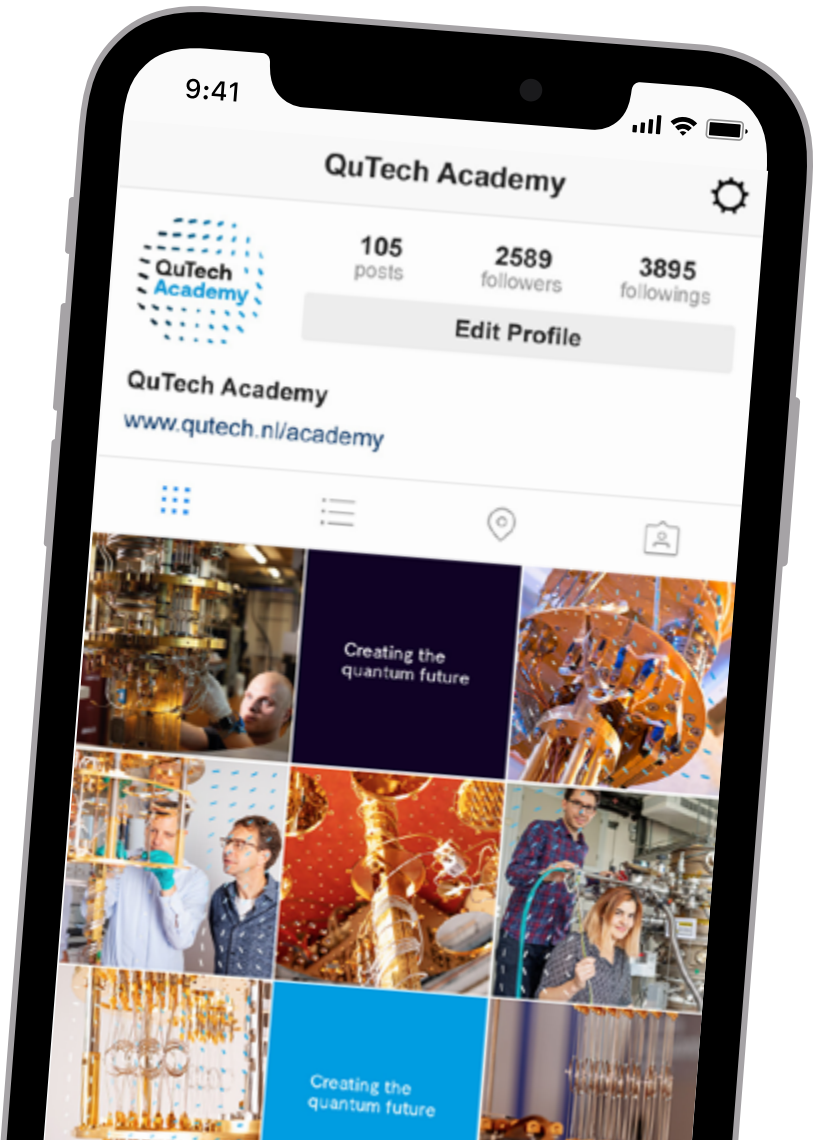 9:41
QuTech Academy
QuTech
Academy
105
posts
2589
followers
3895
followings
Edit Profile
QuTech Academy
www.qutech.nl/academy
Creating the
quantum future
Creating the
quantum future